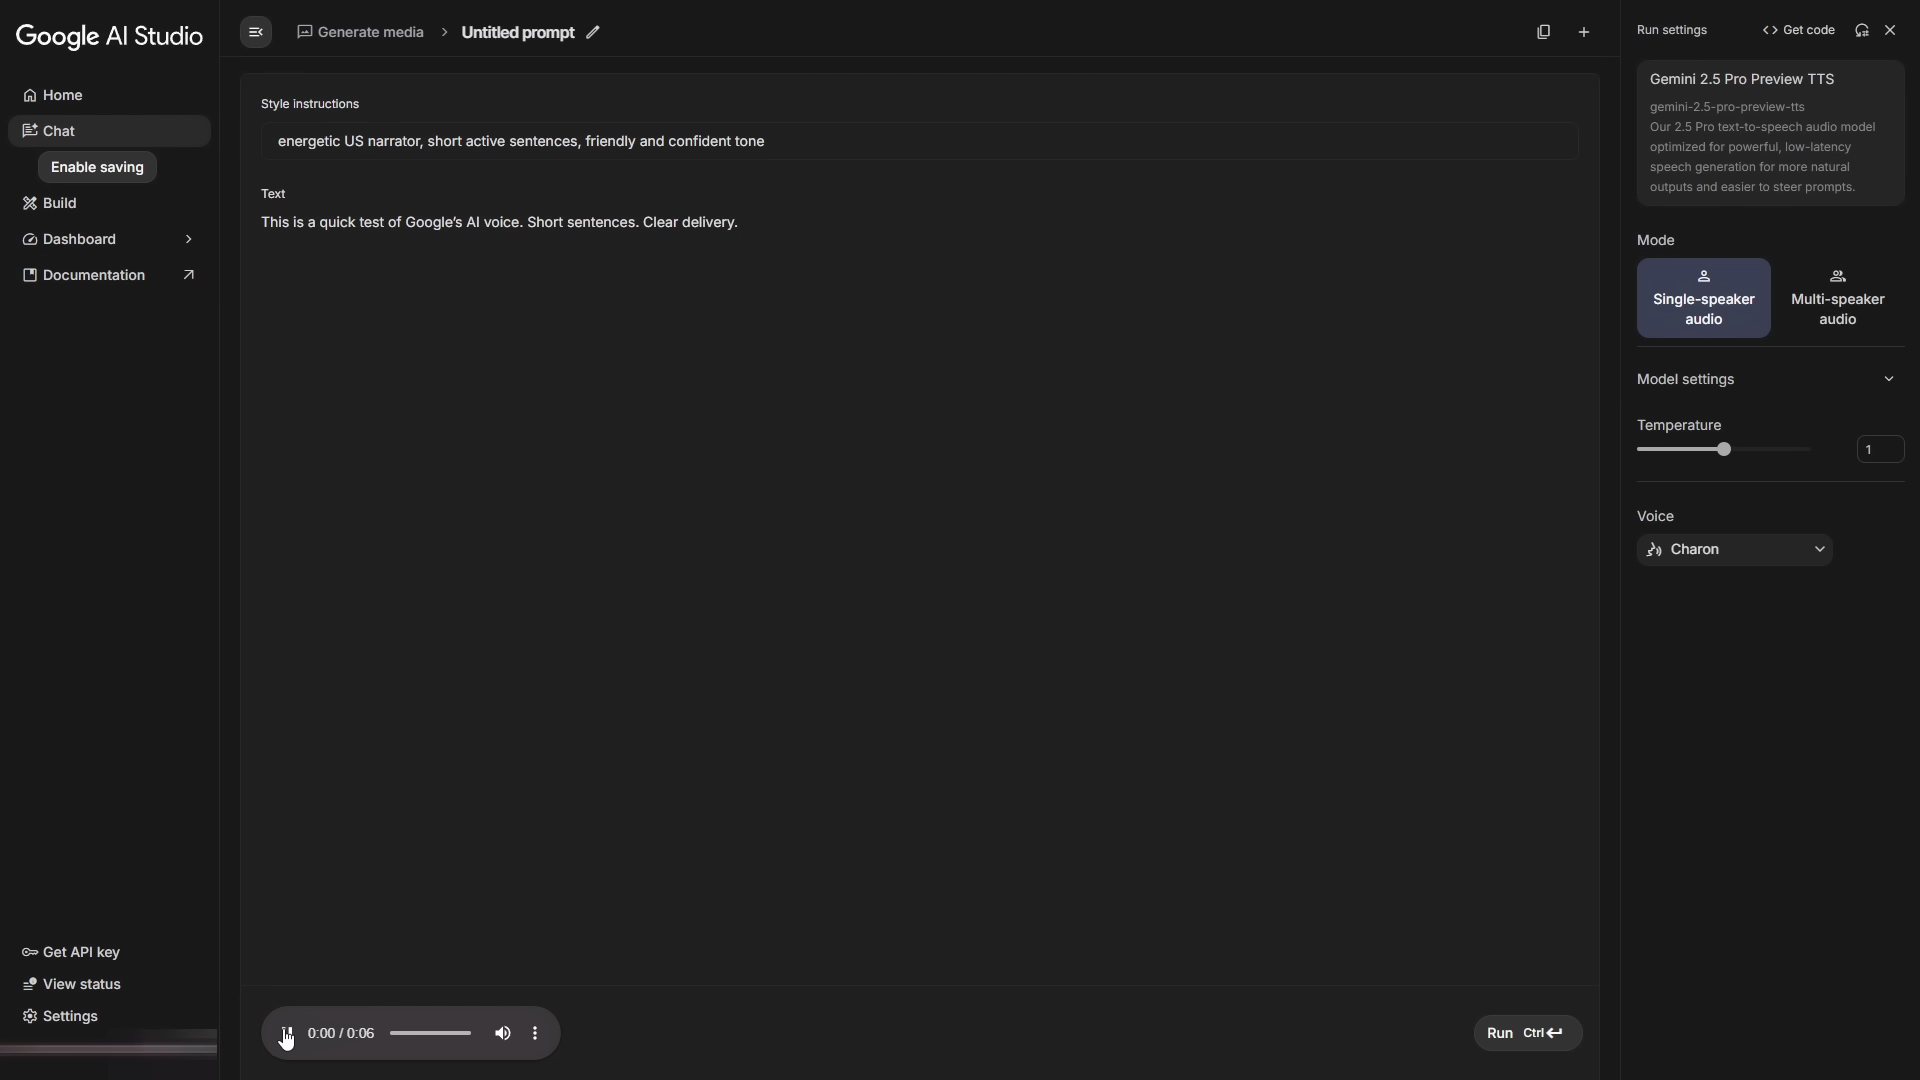 Google AI Studio
Home
Chat
Enable saving
Build
Dashboard
Documentation
Get API key
View status
Settings
Generate media
Untitled prompt
Style instructions
energetic US narrator, short active sentences, friendly and confident tone
Text
This is a quick test of Google’s AI voice. Short sentences. Clear delivery.
0:00 / 0:06
Run Ctrl
Run settings
Get code
Gemini 2.5 Pro Preview TTS
gemini-2.5-pro-preview-tts
Our 2.5 Pro text-to-speech audio model
optimized for powerful, low-latency
speech generation for more natural
outputs and easier to steer prompts.
Mode
Single-speaker
audio
Multi-speaker
audio
Model settings
Temperature
1
Voice
Charon